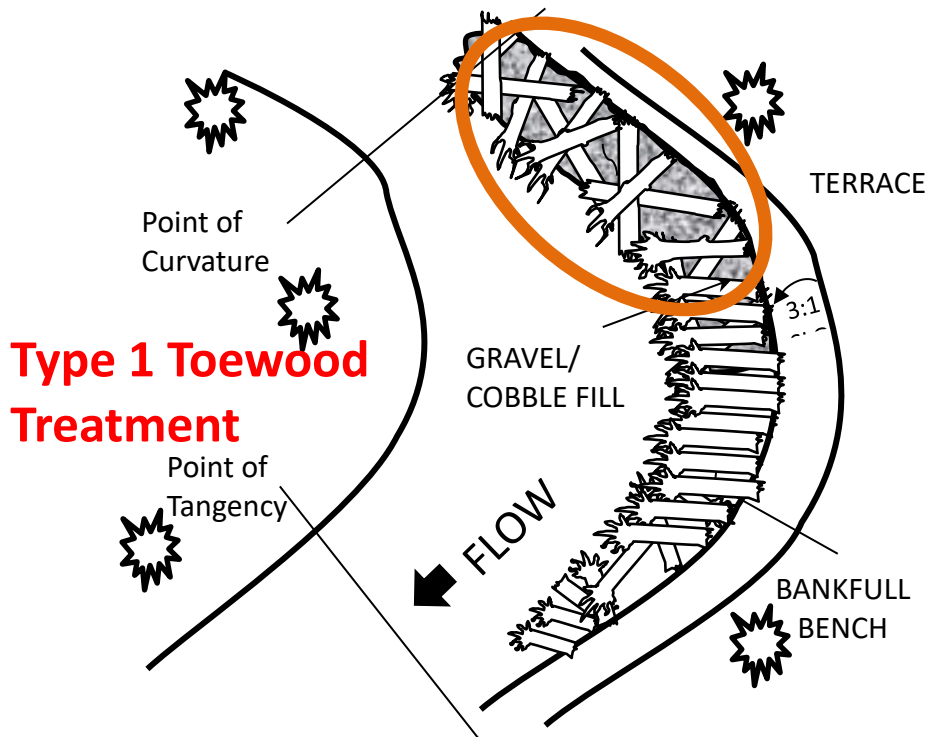 TERRACE
Point of
Curvature
3:1
GRAVEL/
COBBLE FILL
Type 1 Toewood
Treatment
Point of
Tangency
FLOW
BANKFULL
BENCH